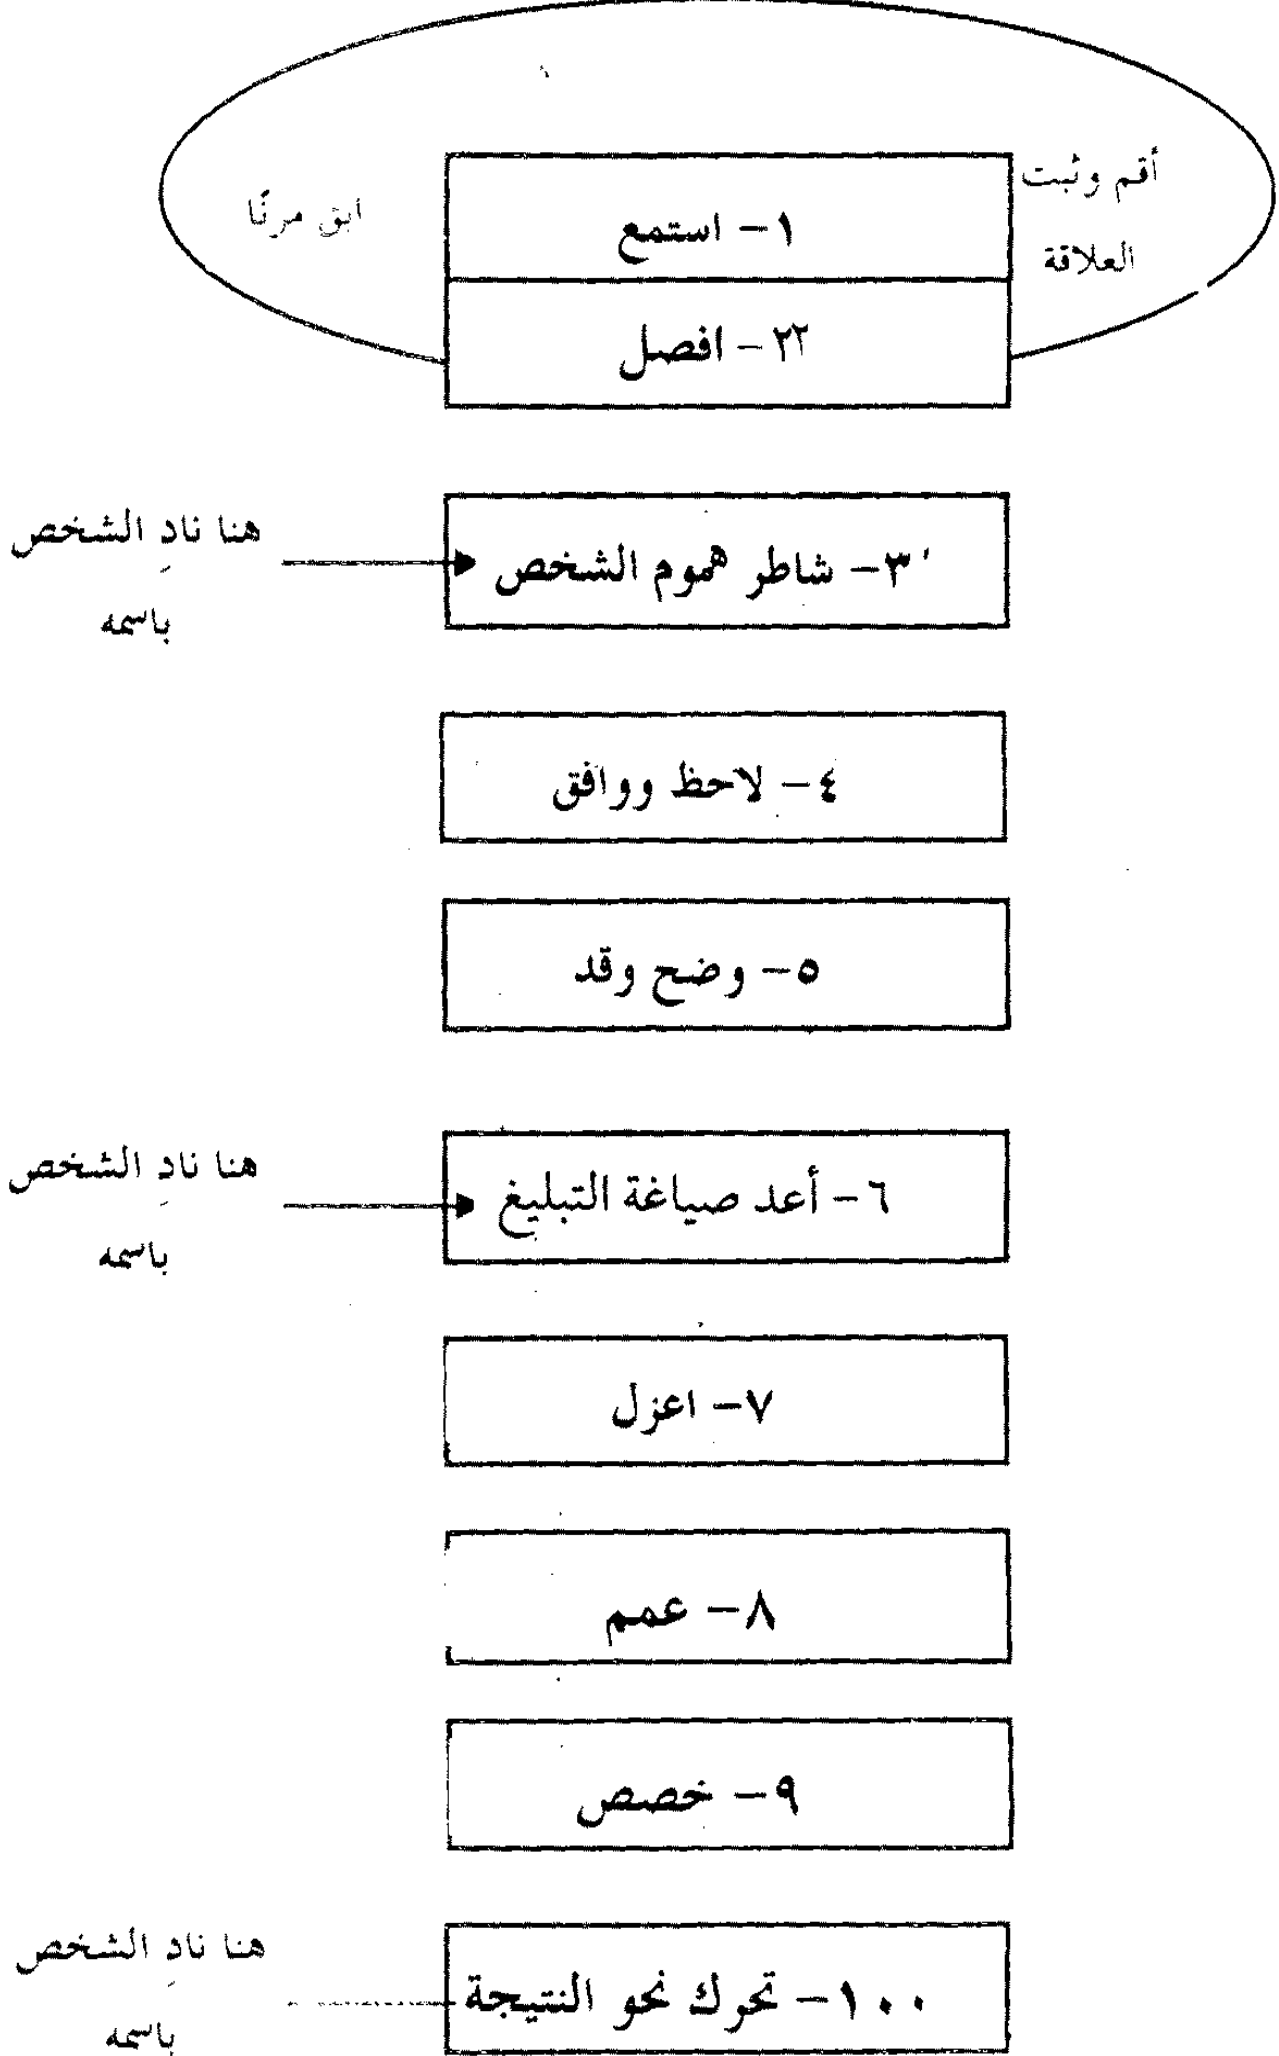 أقم وثبت
العلاقة
ابق مرنًا
١- استمع
٢٢- افصل
٣- شاطر هموم الشخص
هنا نادِ الشخص
باسمه
٤- لاحظ ووافق
٥- وضح وقد
٦- أعد صياغة التبليغ
هنا نادِ الشخص
باسمه
٧- اعزل
٨- عمم
٩- خصص
١٠٠- تحرك نحو النتيجة
هنا نادِ الشخص
باسمه